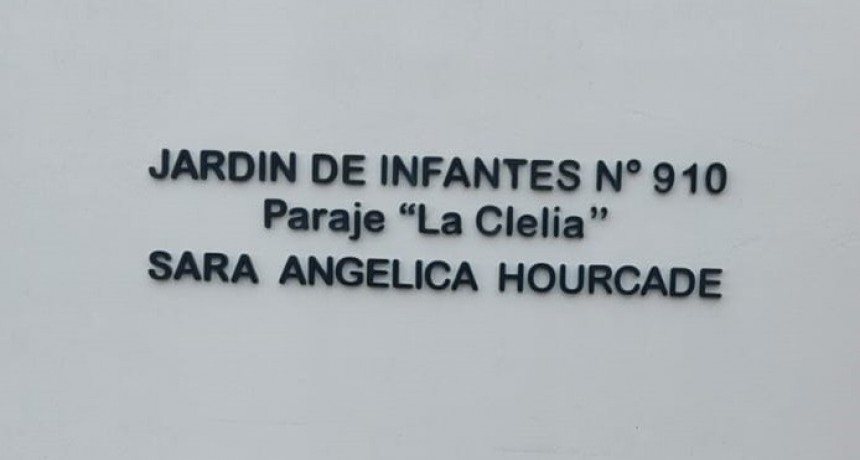 JARDIN DE INFANTES N° 910
Paraje “La Clelia”
SARA ANGELICA HOURCADE